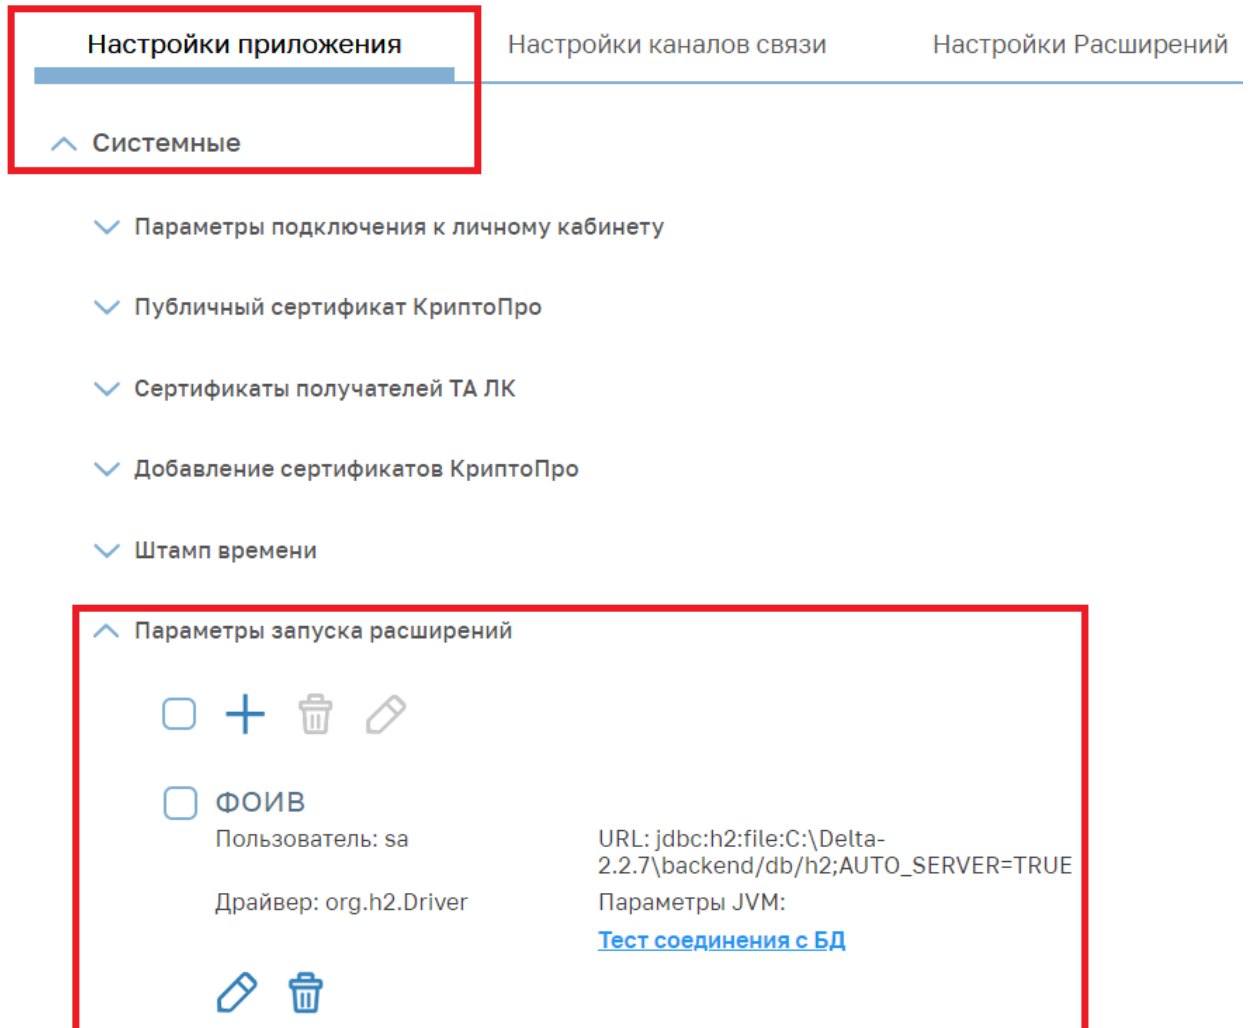 Настройки приложения
Настройки каналов связи
Настройки Расширений
Системные
Параметры подключения к личному кабинету
Публичный сертификат КриптоПро
Сертификаты получателей ТА ЛК
Добавление сертификатов КриптоПро
Штамп времени
Параметры запуска расширений
ФОИВ
Пользователь: sa
URL: jdbc:h2:file:C:\Delta-
2.2.7\backend/db/h2;AUTO_SERVER=TRUE
Драйвер: org.h2.Driver
Параметры JVM:
Тест соединения с БД